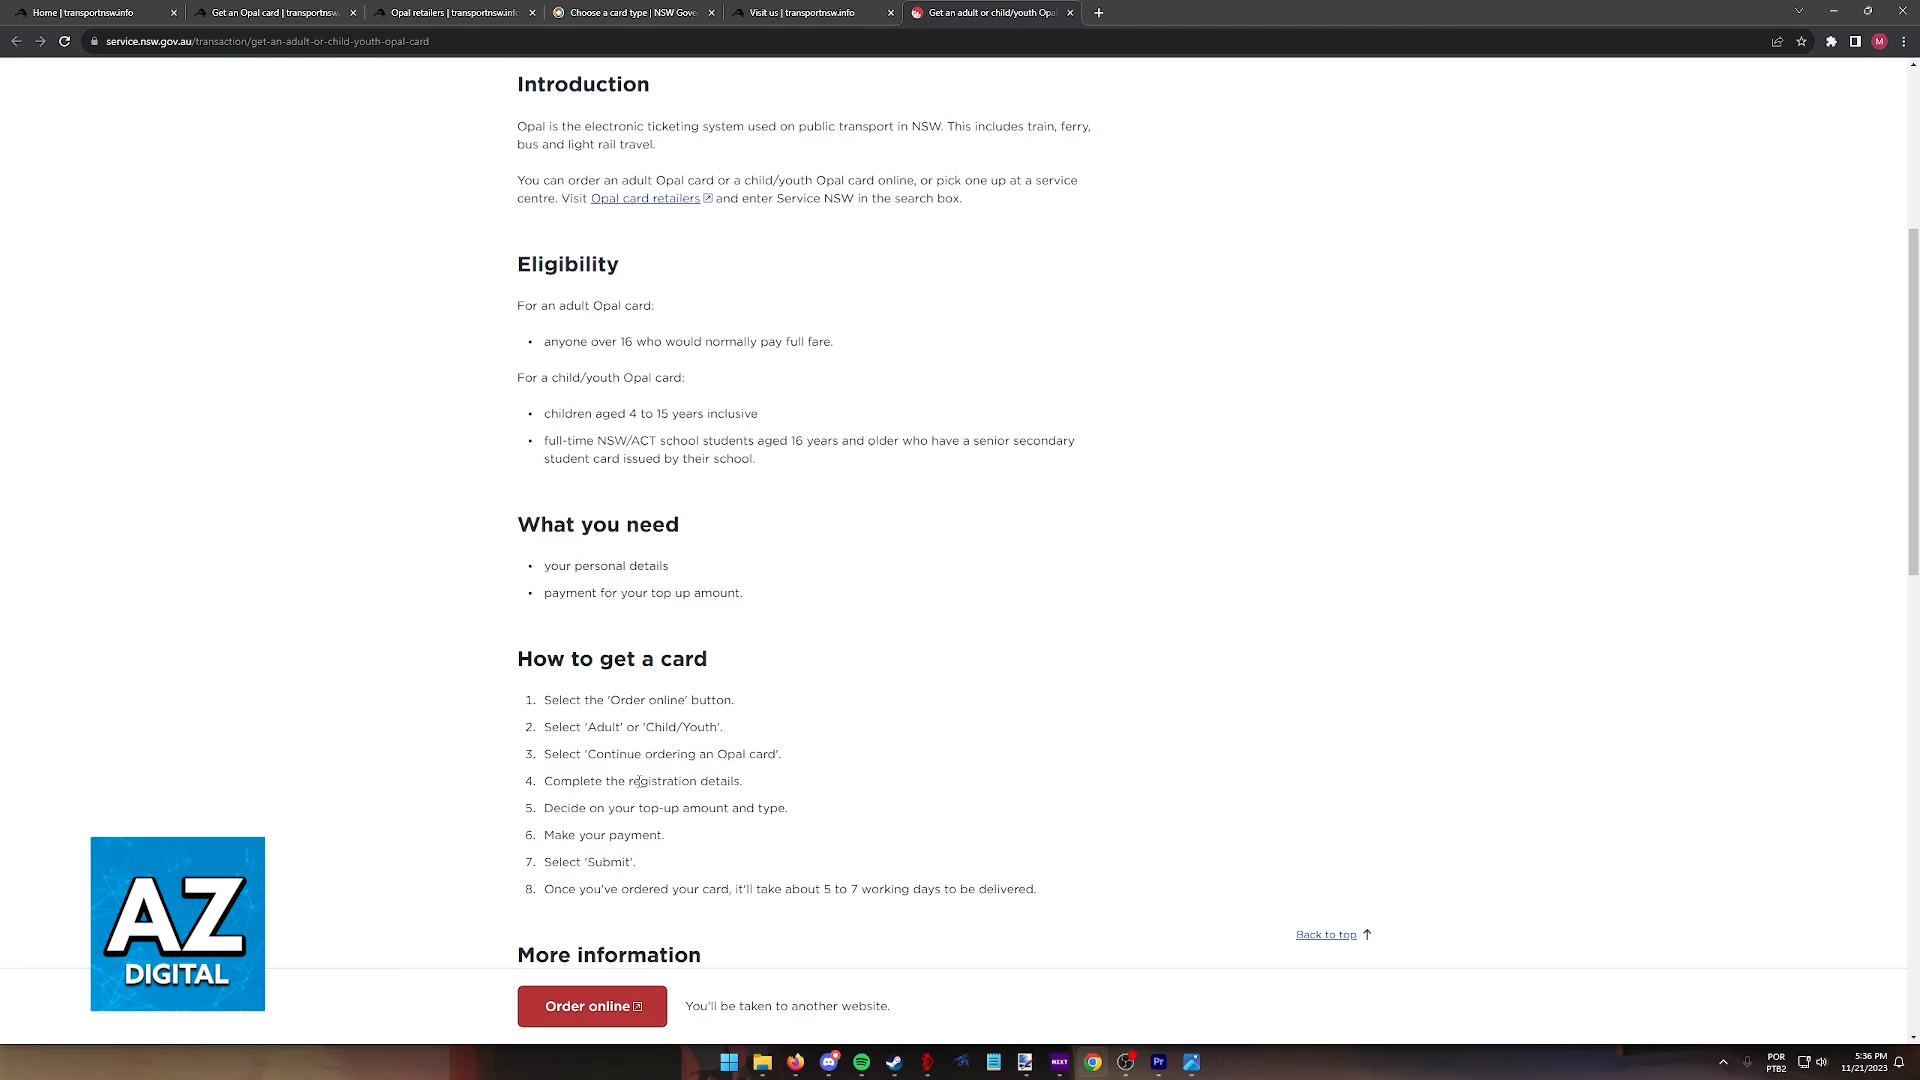 Home | transportnsw.info
Get an Opal card | transportnsw.
Opal retailers | transportnsw.info
Choose a card type | NSW Gove
Visit us | transportnsw.info
Get an adult or child/youth Opal
service.nsw.gov.au/transaction/get-an-adult-or-child-youth-opal-card
M
Introduction
Opal is the electronic ticketing system used on public transport in NSW. This includes train, ferry,
bus and light rail travel.
You can order an adult Opal card or a child/youth Opal card online, or pick one up at a service
centre. Visit Opal card retailers and enter Service NSW in the search box.
Eligibility
For an adult Opal card:
• anyone over 16 who would normally pay full fare.
For a child/youth Opal card:
• children aged 4 to 15 years inclusive
• full-time NSW/ACT school students aged 16 years and older who have a senior secondary
student card issued by their school.
What you need
• your personal details
• payment for your top up amount.
How to get a card
1. Select the 'Order online' button.
2. Select 'Adult' or 'Child/Youth'.
3. Select 'Continue ordering an Opal card'.
4. Complete the registration details.
5. Decide on your top-up amount and type.
6. Make your payment.
7. Select 'Submit'.
8. Once you've ordered your card, it'll take about 5 to 7 working days to be delivered.
Back to top
More information
Order online
You'll be taken to another website.
AZ
DIGITAL
NEXT
Pr
POR
PTB2
5:36 PM
11/21/2023